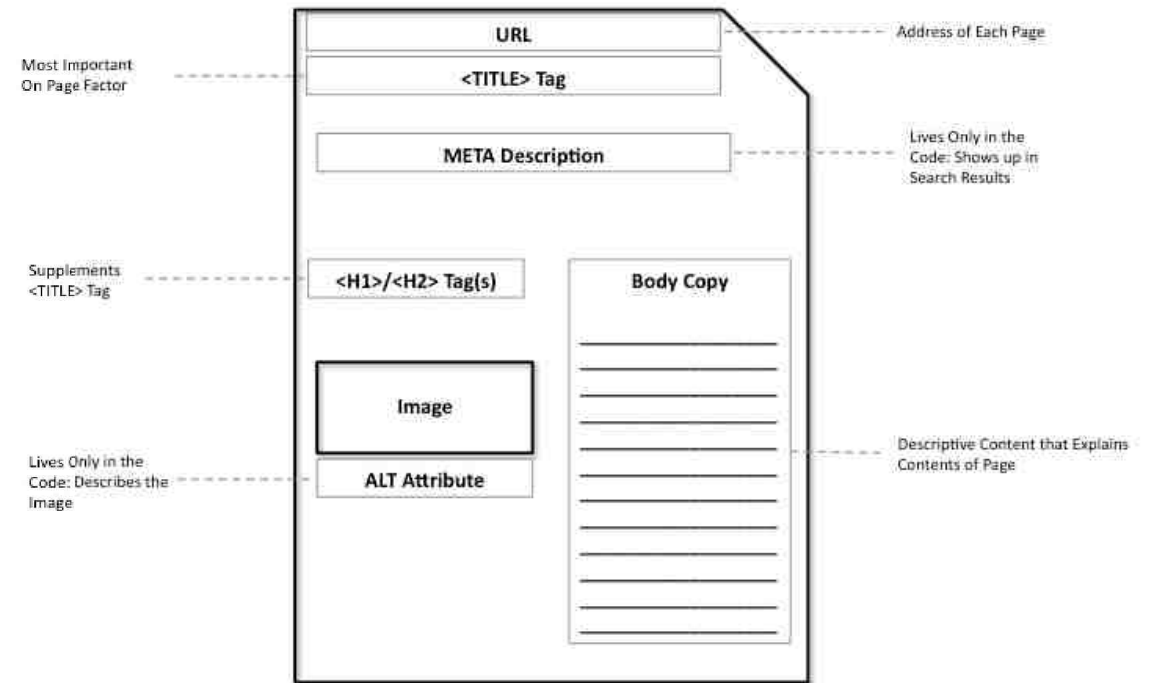 URL
Address of Each Page
Most Important
On Page Factor
<TITLE> Tag
META Description
Lives Only in the
Code: Shows up in
Search Results
Supplements
<TITLE> Tag
<H1>/<H2> Tag(s)
Body Copy
Image
Lives Only in the
Code: Describes the
Image
ALT Attribute
Descriptive Content that Explains
Contents of Page